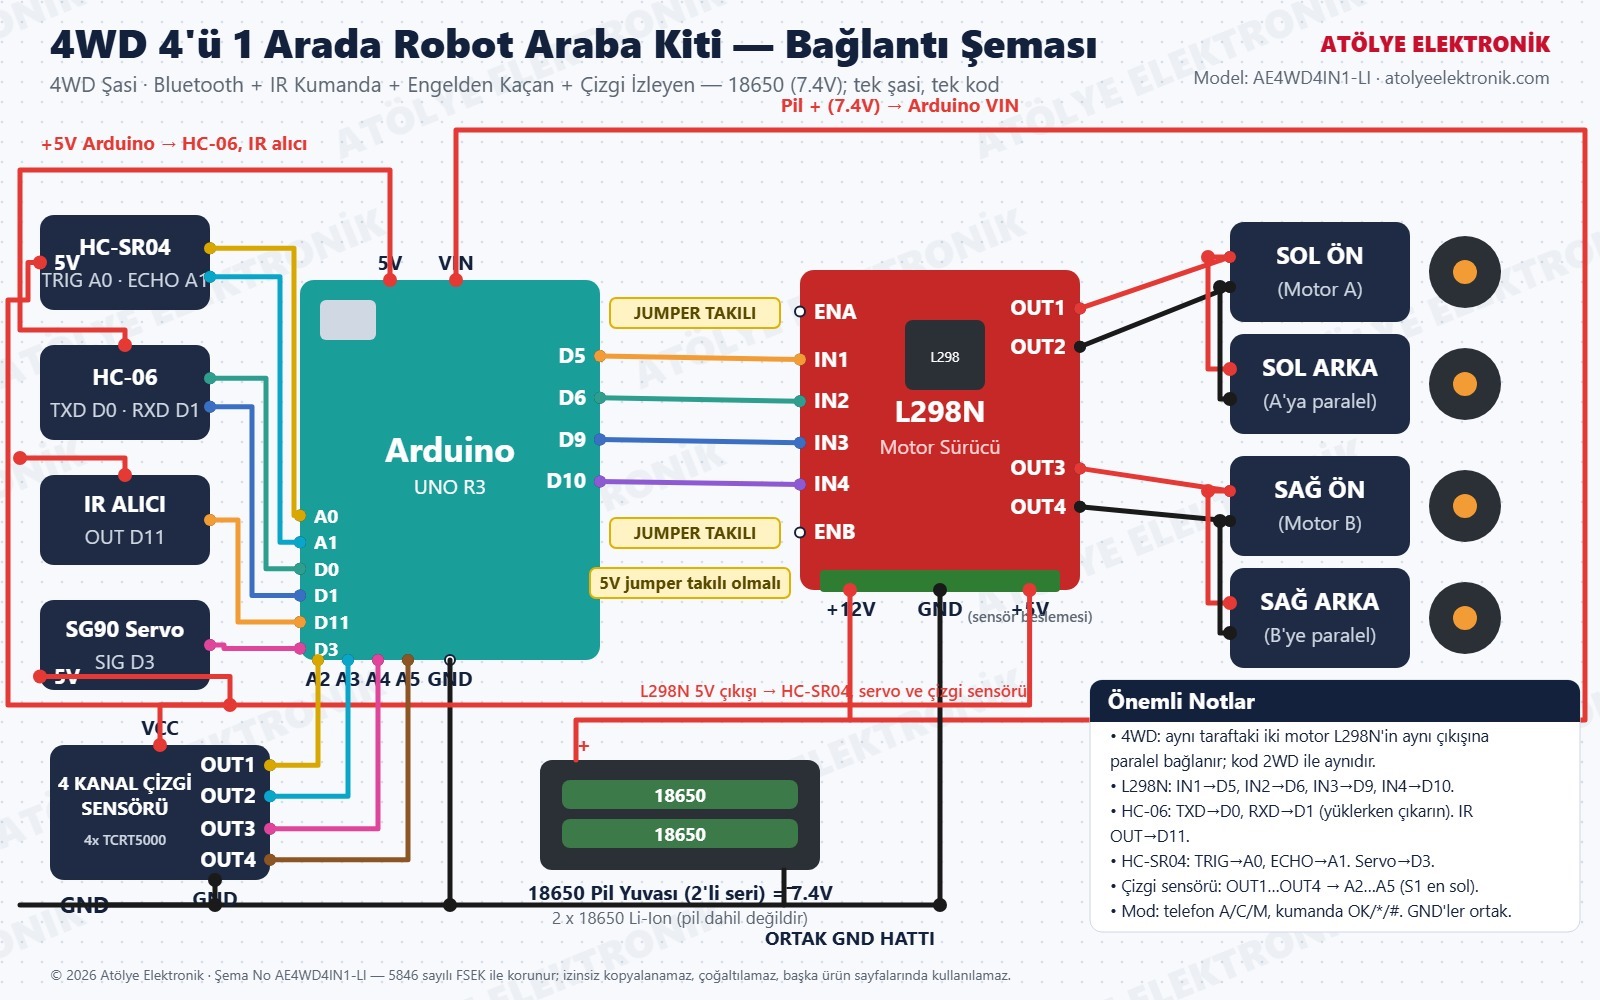 4WD 4'ü 1 Arada Robot Araba Kiti — Bağlantı Şeması
ATÖLYE ELEKTRONİK
4WD Şasi · Bluetooth + IR Kumanda + Engelden Kaçan + Çizgi İzleyen — 18650 (7.4V); tek şasi, tek kod
Model: AE4WD4IN1-LI · atolyeelektronik.com
Pil + (7.4V) → Arduino VIN
+5V Arduino → HC-06, IR alıcı
HC-SR04
5V
TRIG A0 · ECHO A1
HC-06
TXD D0 · RXD D1
IR ALICI
OUT D11
SG90 Servo
SIG D3
5V
5V
VIN
Arduino
UNO R3
D5
D6
D9
D10
A0
A1
D0
D1
D11
D3
A2 A3 A4 A5 GND
JUMPER TAKILI
JUMPER TAKILI
5V jumper takılı olmalı
ENA
IN1
IN2
IN3
IN4
ENB
L298
L298N
Motor Sürücü
OUT1
OUT2
OUT3
OUT4
+12V
GND
+5V
(sensör beslemesi)
SOL ÖN
(Motor A)
SOL ARKA
(A'ya paralel)
SAĞ ÖN
(Motor B)
SAĞ ARKA
(B'ye paralel)
L298N 5V çıkışı → HC-SR04, servo ve çizgi sensörü
VCC
4 KANAL ÇİZGİ
SENSÖRÜ
4x TCRT5000
OUT1
OUT2
OUT3
OUT4
GND
GND
+
18650
18650
18650 Pil Yuvası (2'li seri) = 7.4V
2 x 18650 Li-Ion (pil dahil değildir)
ORTAK GND HATTI
Önemli Notlar
• 4WD: aynı taraftaki iki motor L298N'in aynı çıkışına
paralel bağlanır; kod 2WD ile aynıdır.
• L298N: IN1→D5, IN2→D6, IN3→D9, IN4→D10.
• HC-06: TXD→D0, RXD→D1 (yüklerken çıkarın). IR
OUT→D11.
• HC-SR04: TRIG→A0, ECHO→A1. Servo→D3.
• Çizgi sensörü: OUT1...OUT4 → A2...A5 (S1 en sol).
• Mod: telefon A/C/M, kumanda OK/*/#. GND'ler ortak.
© 2026 Atölye Elektronik · Şema No AE4WD4IN1-LI — 5846 sayılı FSEK ile korunur; izinsiz kopyalanamaz, çoğaltılamaz, başka ürün sayfalarında kullanılamaz.